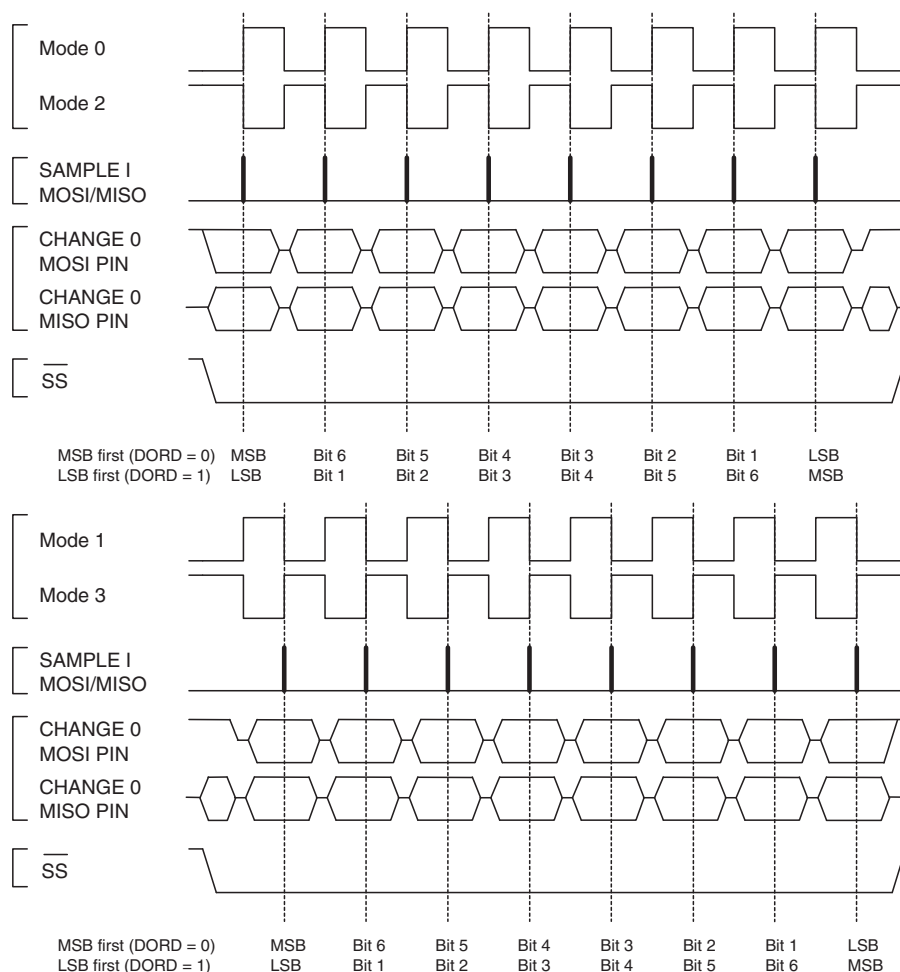 Mode 0
Mode 2
SAMPLE I
MOSI/MISO
CHANGE 0
MOSI PIN
CHANGE 0
MISO PIN
SS
MSB first (DORD = 0) MSB Bit 6 Bit 5 Bit 4 Bit 3 Bit 2 Bit 1 LSB
LSB first (DORD = 1) LSB Bit 1 Bit 2 Bit 3 Bit 4 Bit 5 Bit 6 MSB
Mode 1
Mode 3
SAMPLE I
MOSI/MISO
CHANGE 0
MOSI PIN
CHANGE 0
MISO PIN
SS
MSB first (DORD = 0) MSB Bit 6 Bit 5 Bit 4 Bit 3 Bit 2 Bit 1 LSB
LSB first (DORD = 1) LSB Bit 1 Bit 2 Bit 3 Bit 4 Bit 5 Bit 6 MSB